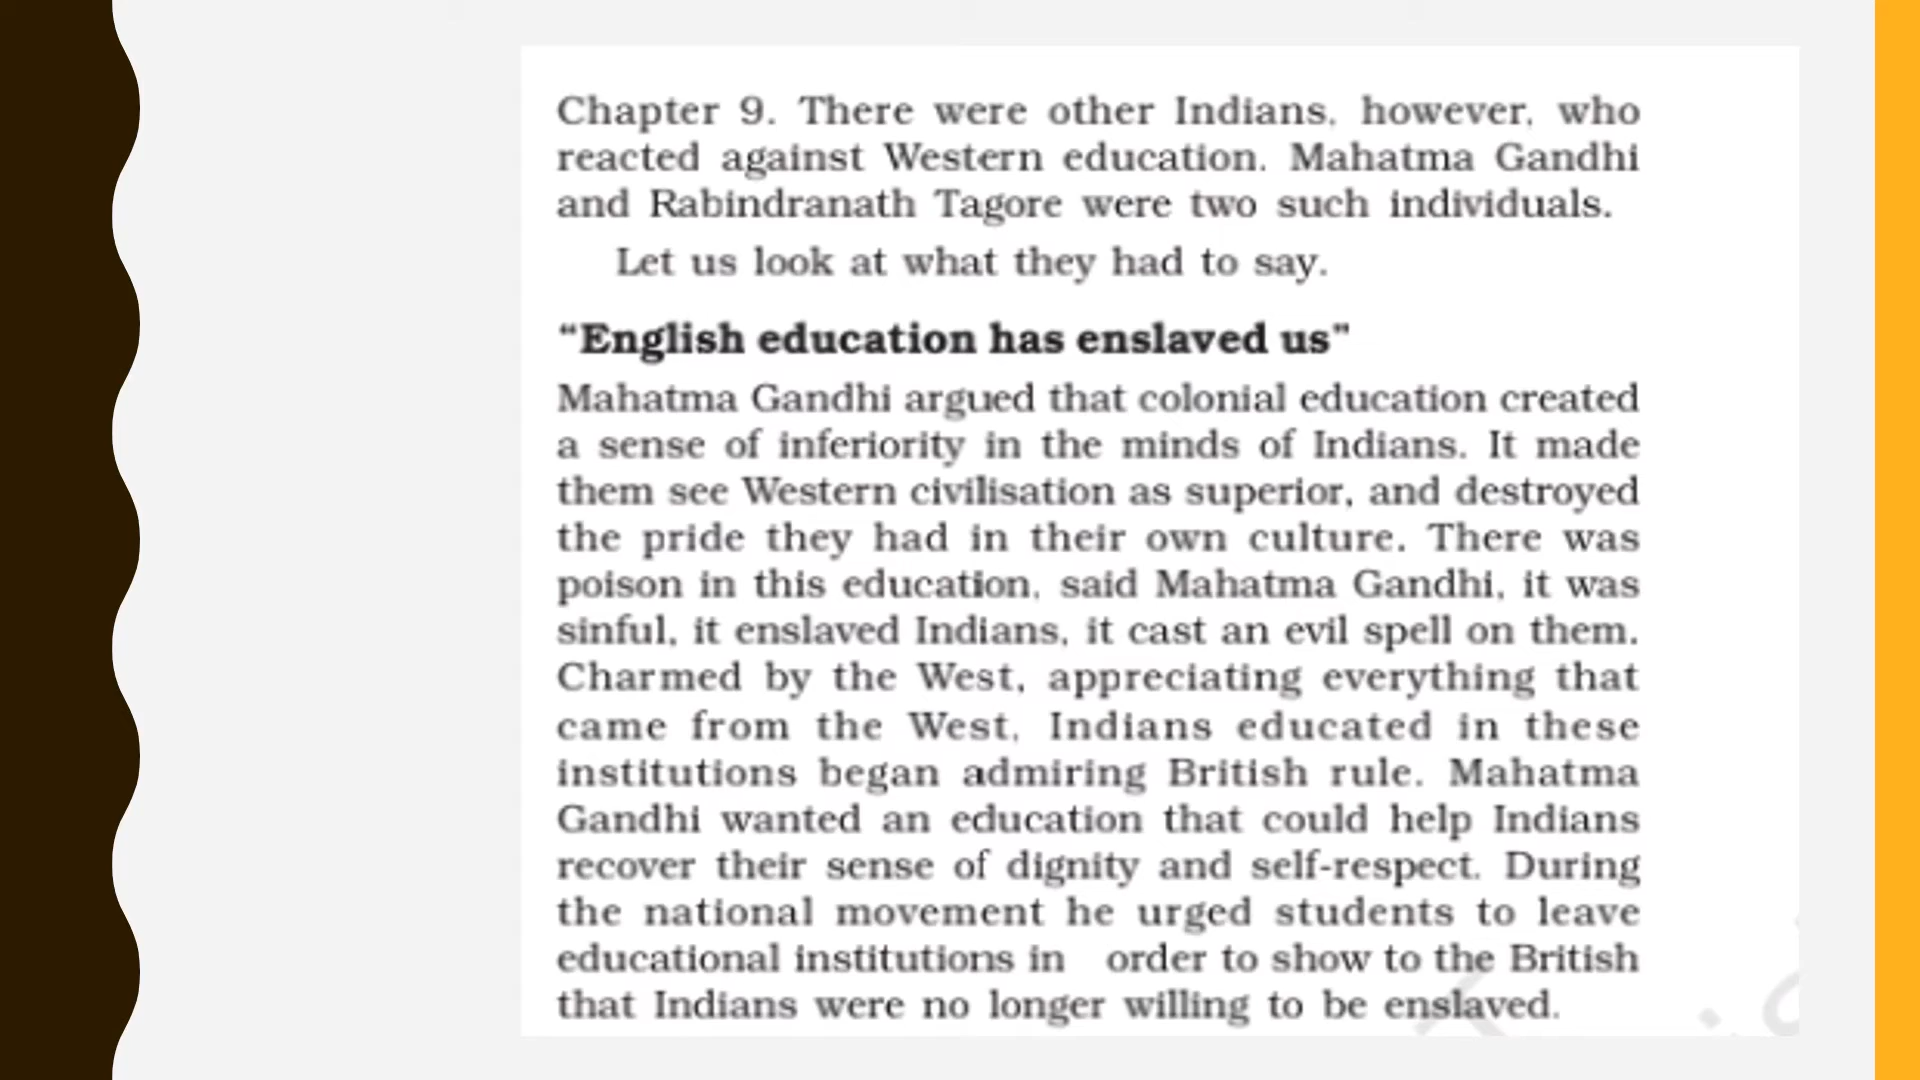 Chapter 9. There were other Indians, however, who
reacted against Western education. Mahatma Gandhi
and Rabindranath Tagore were two such individuals.
Let us look at what they had to say.
“English education has enslaved us”
Mahatma Gandhi argued that colonial education created
a sense of inferiority in the minds of Indians. It made
them see Western civilisation as superior, and destroyed
the pride they had in their own culture. There was
poison in this education, said Mahatma Gandhi, it was
sinful, it enslaved Indians, it cast an evil spell on them.
Charmed by the West, appreciating everything that
came from the West, Indians educated in these
institutions began admiring British rule. Mahatma
Gandhi wanted an education that could help Indians
recover their sense of dignity and self-respect. During
the national movement he urged students to leave
educational institutions in order to show to the British
that Indians were no longer willing to be enslaved.